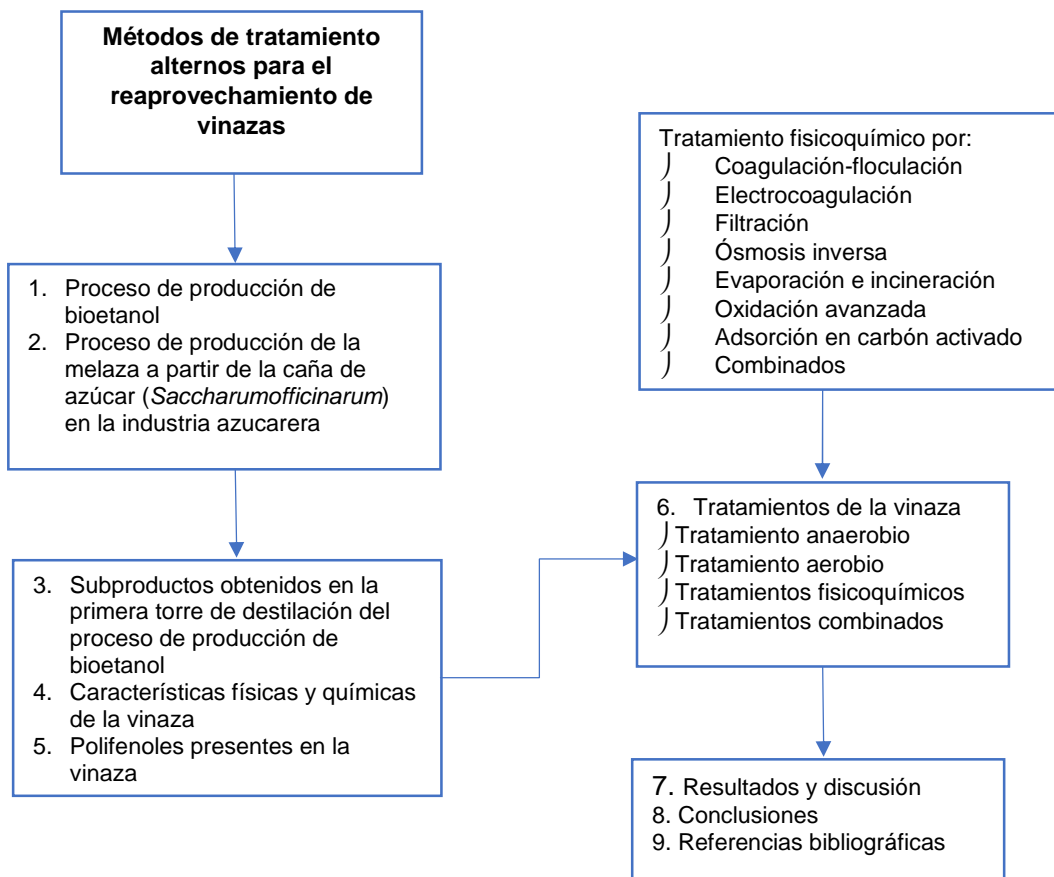 Métodos de tratamiento
alternos para el
reaprovechamiento de
vinazas
1. Proceso de producción de
bioetanol
2. Proceso de producción de la
melaza a partir de la caña de
azúcar (Saccharumofficinarum)
en la industria azucarera
3. Subproductos obtenidos en la
primera torre de destilación del
proceso de producción de
bioetanol
4. Características físicas y químicas
de la vinaza
5. Polifenoles presentes en la
vinaza
Tratamiento fisicoquímico por:
⎠ Coagulación-floculación
⎠ Electrocoagulación
⎠ Filtración
⎠ Ósmosis inversa
⎠ Evaporación e incineración
⎠ Oxidación avanzada
⎠ Adsorción en carbón activado
⎠ Combinados
6. Tratamientos de la vinaza
⎠ Tratamiento anaerobio
⎠ Tratamiento aerobio
⎠ Tratamientos fisicoquímicos
⎠ Tratamientos combinados
7. Resultados y discusión
8. Conclusiones
9. Referencias bibliográficas